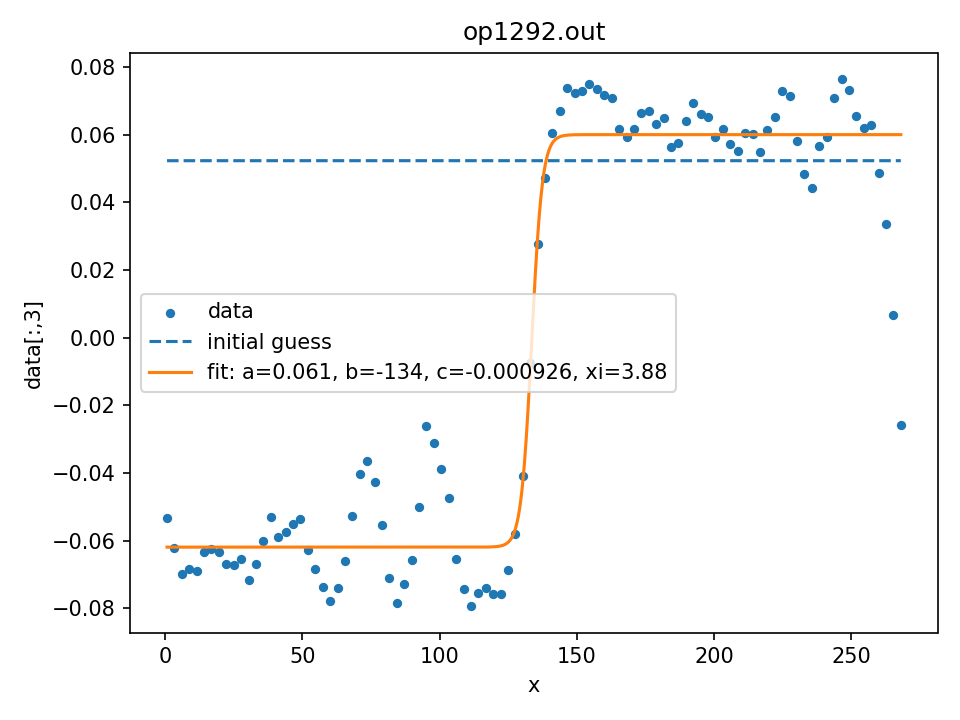 op1292.out
0.08
0.06
0.04
0.02
0.00
−0.02
−0.04
−0.06
−0.08
data[:,3]
data
initial guess
fit: a=0.061, b=-134, c=-0.000926, xi=3.88
0 50 100 150 200 250
x